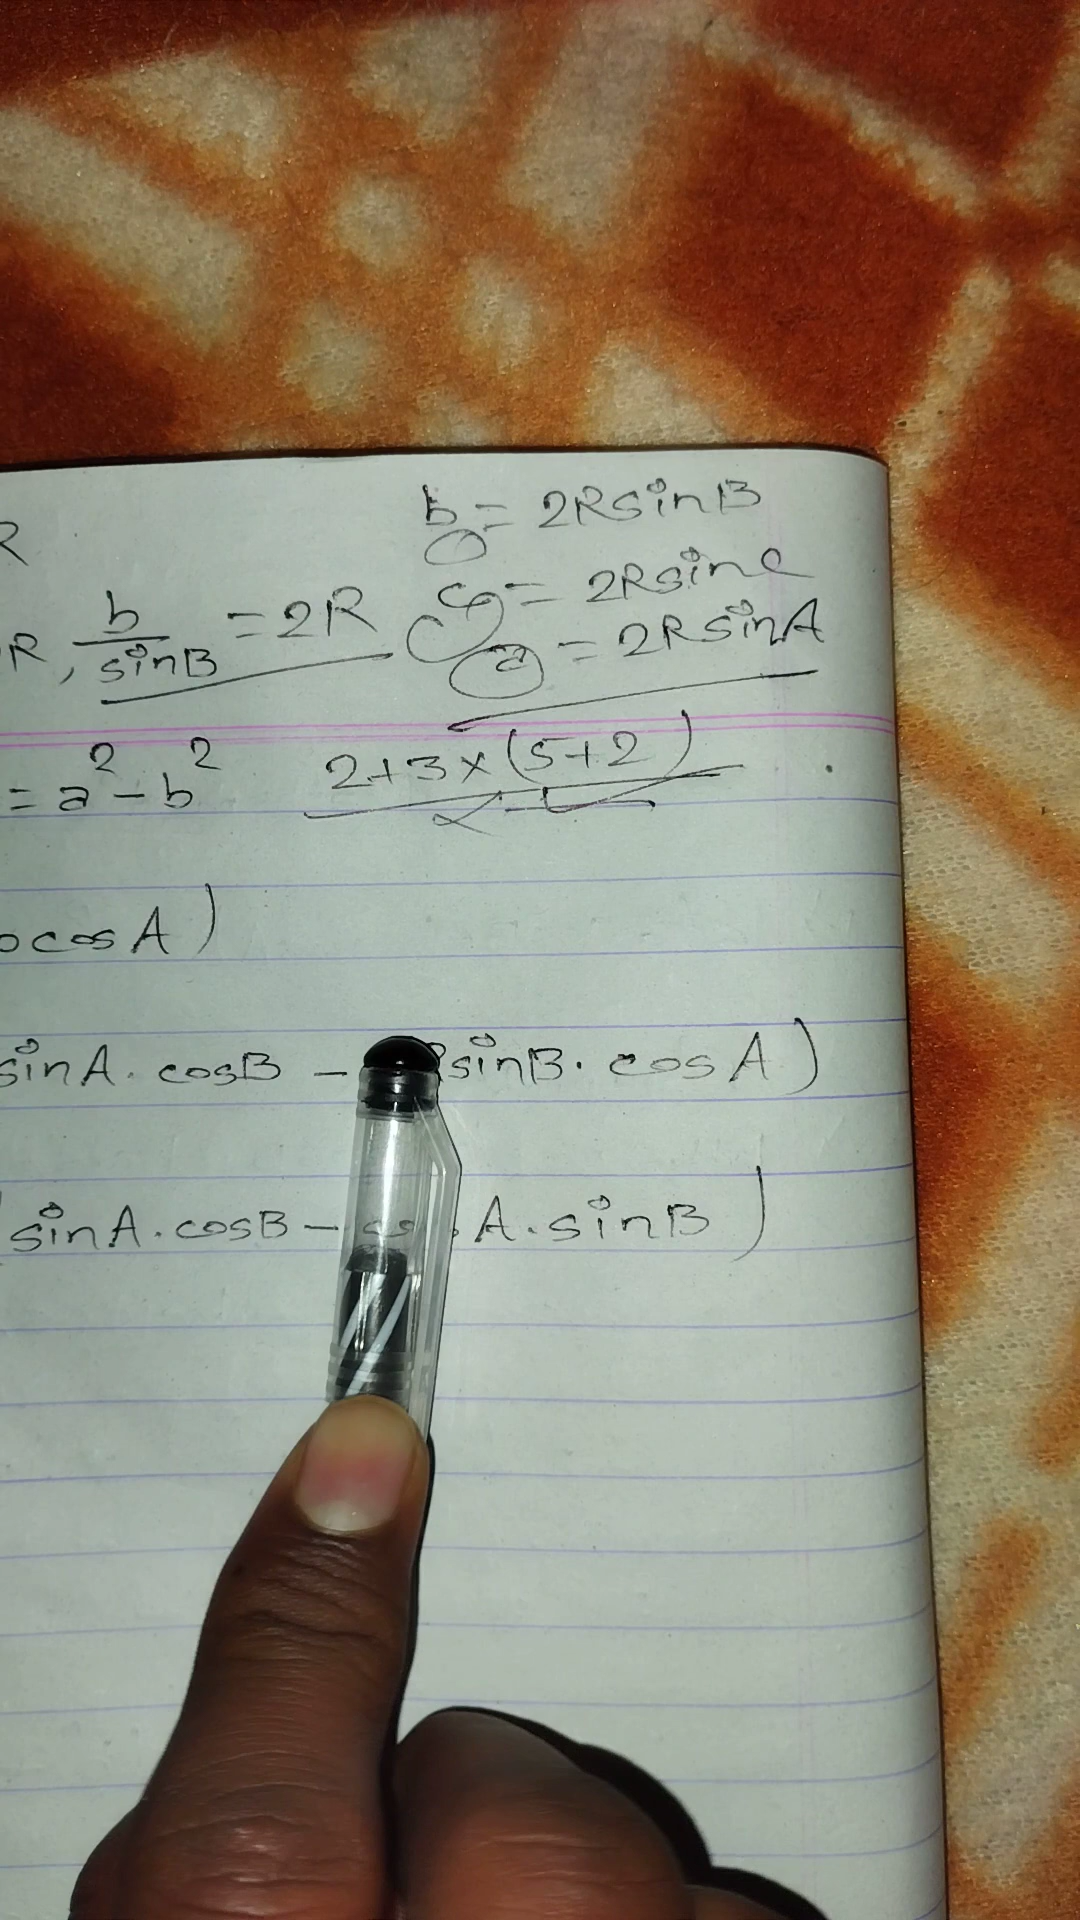 R
b = 2RsinB
c = 2Rsinc
R, b/sinB = 2R
a = 2RsinA
= a² - b²
2+3×(5+2)
cosA)
sinA. cosB - sinB. cosA)
(sinA. cosB - A. sinB)